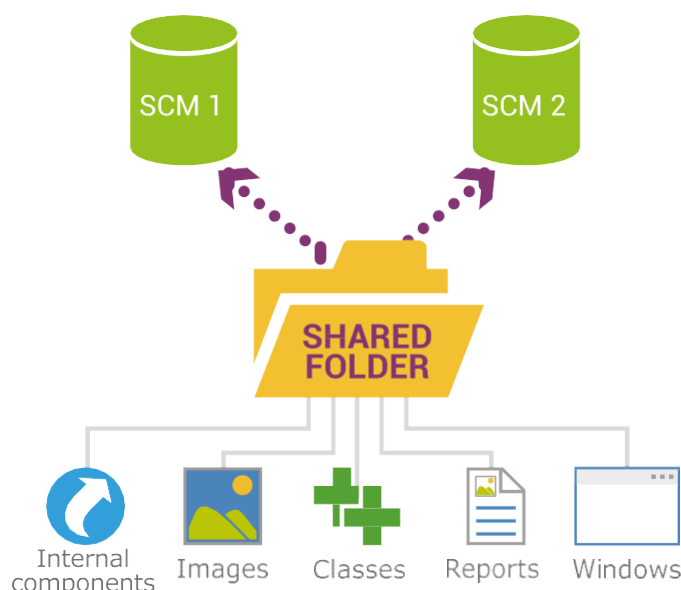 SCM 1
SCM 2
SHARED
FOLDER
Internal
components
Images
Classes
Reports
Windows